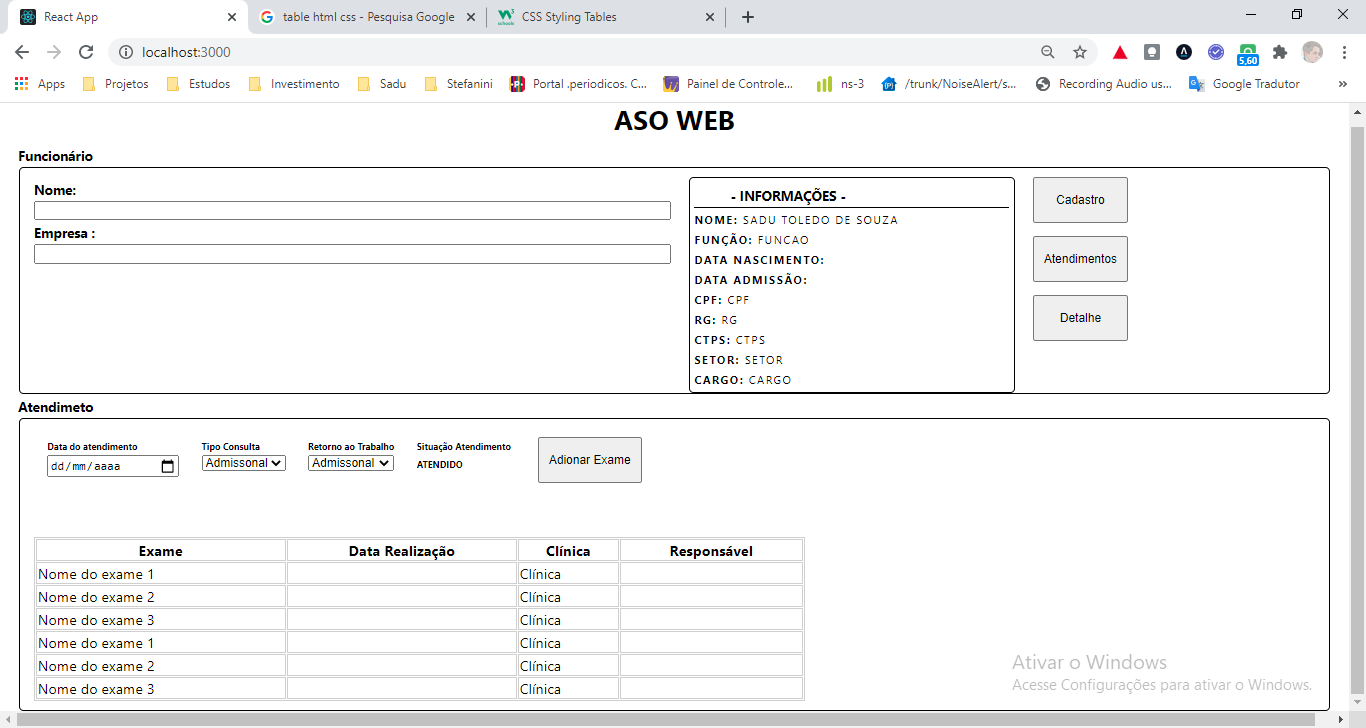 React App
table html css - Pesquisa Google
CSS Styling Tables
localhost:3000
5,60
Apps
Projetos
Estudos
Investimento
Sadu
Stefanini
Portal .periodicos. C...
Painel de Controle...
ns-3
/trunk/NoiseAlert/s...
Recording Audio us...
Google Tradutor
»
ASO WEB
Funcionário
Nome:
Empresa :
- INFORMAÇÕES -
NOME: SADU TOLEDO DE SOUZA
FUNÇÃO: FUNCAO
DATA NASCIMENTO:
DATA ADMISSÃO:
CPF: CPF
RG: RG
CTPS: CTPS
SETOR: SETOR
CARGO: CARGO
Cadastro
Atendimentos
Detalhe
Atendimeto
Data do atendimento
dd/mm/aaaa
Tipo Consulta
Admissonal
Retorno ao Trabalho
Admissonal
Situação Atendimento
ATENDIDO
Adionar Exame
Exame Data Realização Clínica Responsável
Nome do exame 1 Clínica
Nome do exame 2 Clínica
Nome do exame 3 Clínica
Nome do exame 1 Clínica
Nome do exame 2 Clínica
Nome do exame 3 Clínica
Ativar o Windows
Acesse Configurações para ativar o Windows.